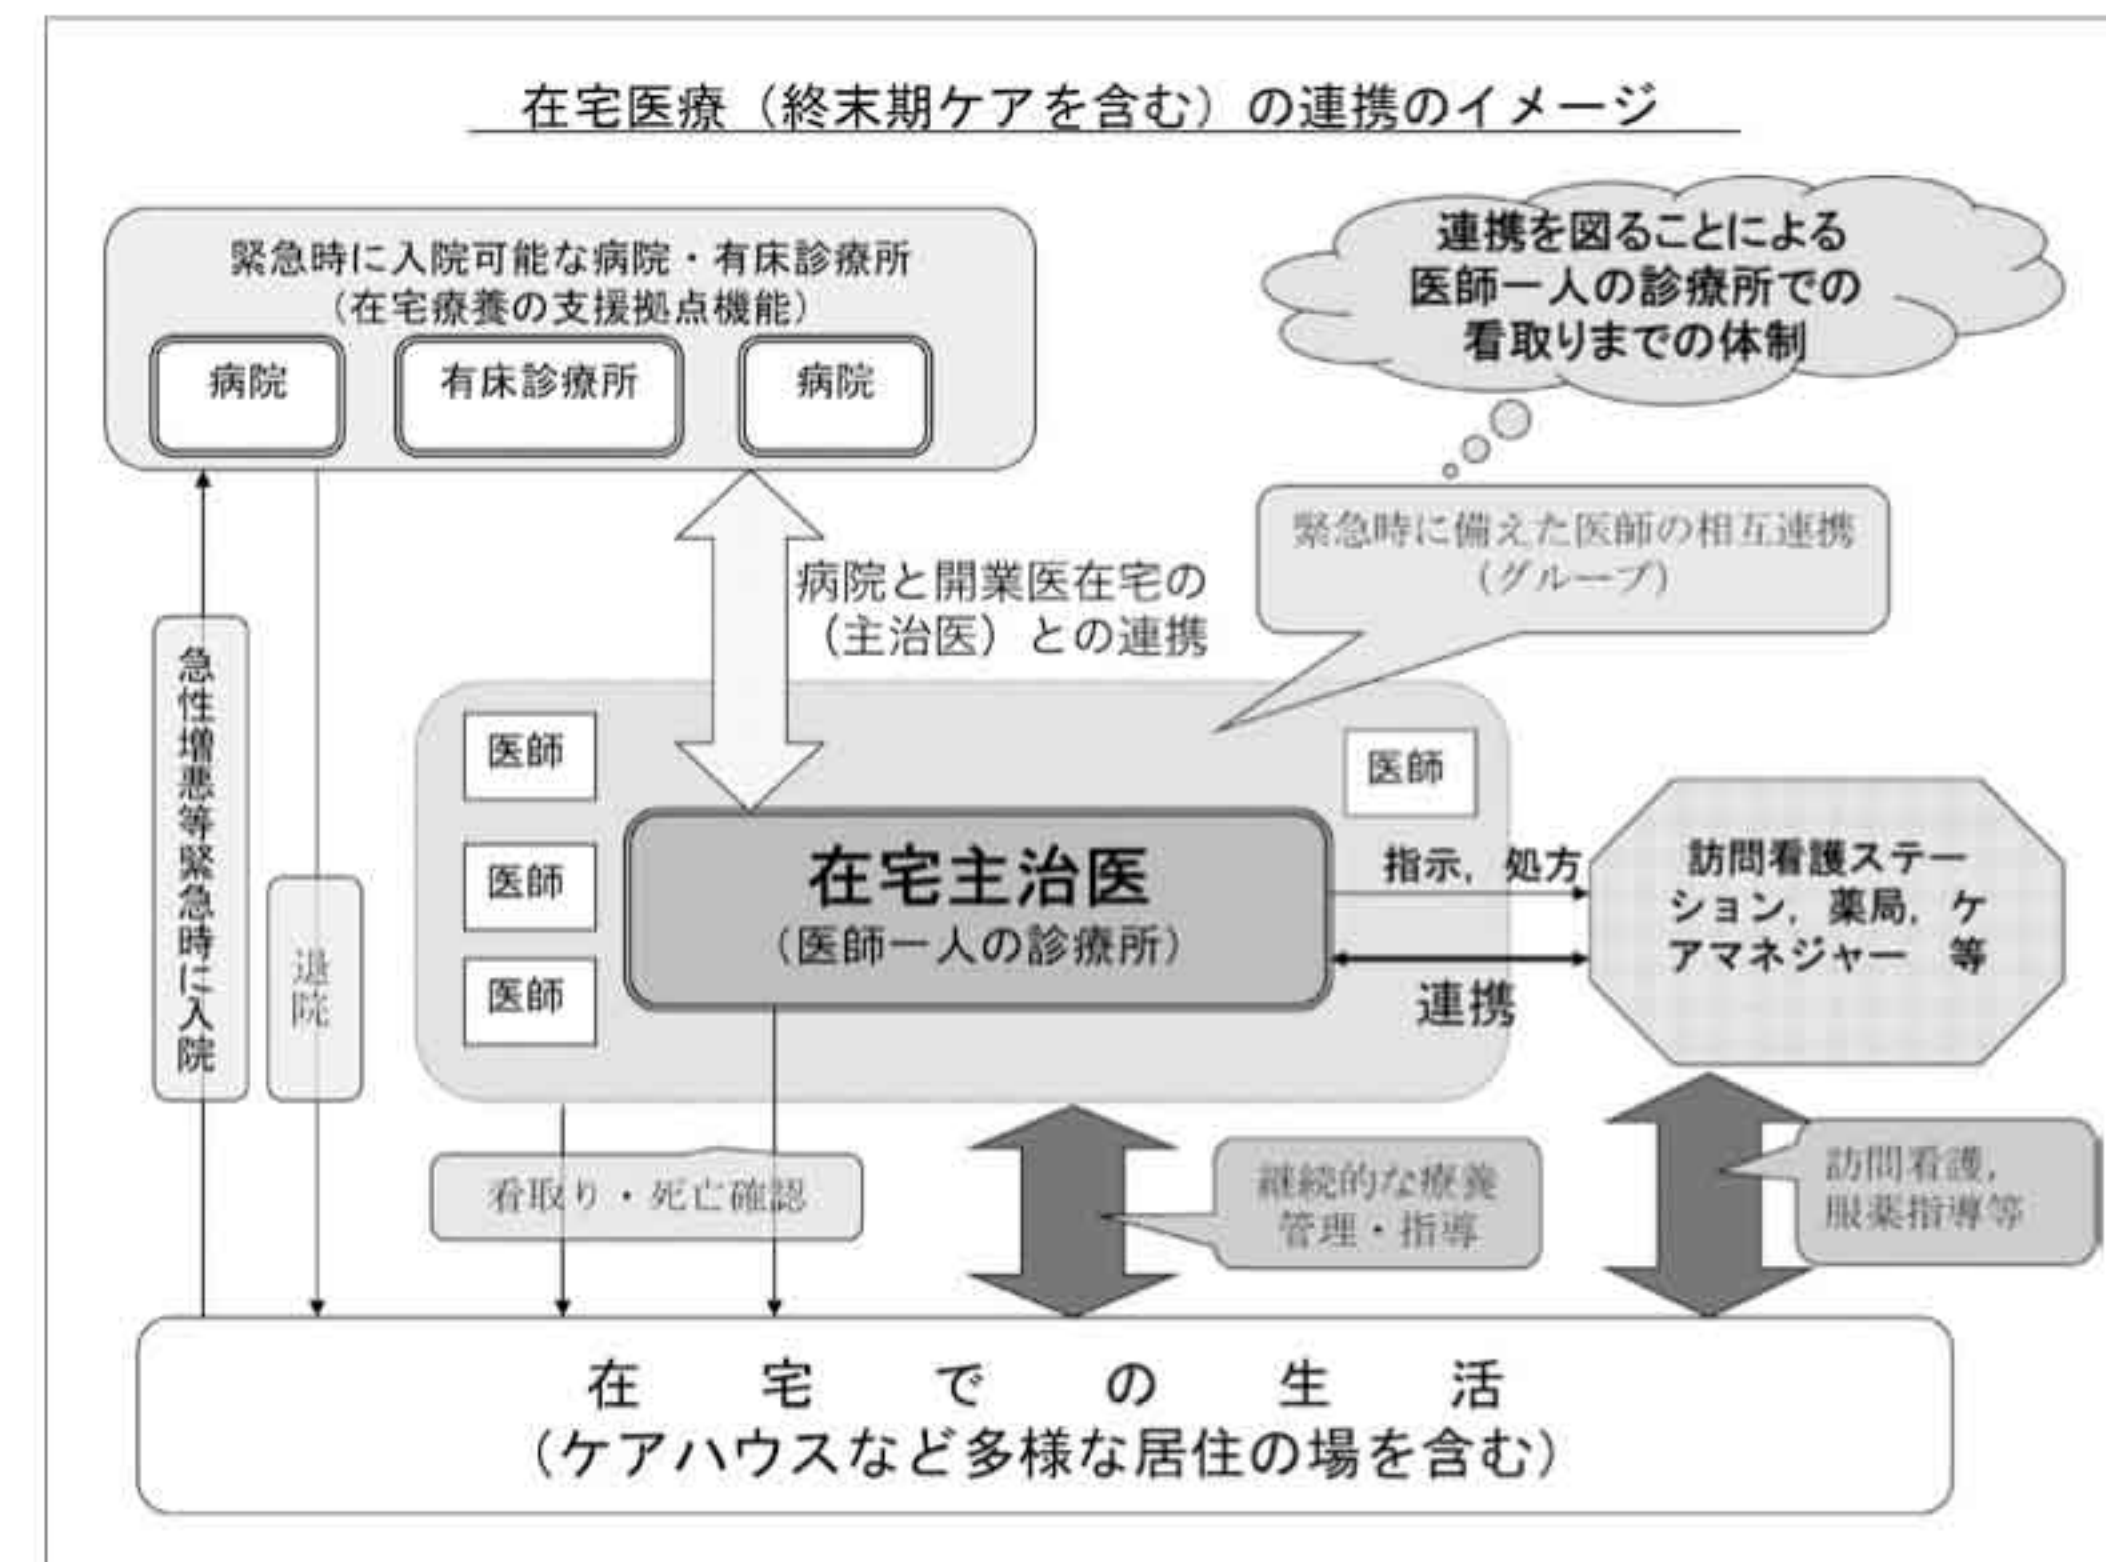 在宅医療（終末期ケアを含む）の連携のイメージ
緊急時に入院可能な病院・有床診療所
（在宅療養の支援拠点機能）
病院
有床診療所
病院
連携を図ることによる
医師一人の診療所での
看取りまでの体制
緊急時に備えた医師の相互連携
（グループ）
病院と開業医在宅の
（主治医）との連携
急性増悪等緊急時に入院
退院
医師
医師
医師
医師
在宅主治医
（医師一人の診療所）
指示，処方
連携
訪問看護ステー
ション，薬局，ケ
アマネジャー　等
看取り・死亡確認
継続的な療養
管理・指導
訪問看護，
服薬指導等
在宅での生活
（ケアハウスなど多様な居住の場を含む）